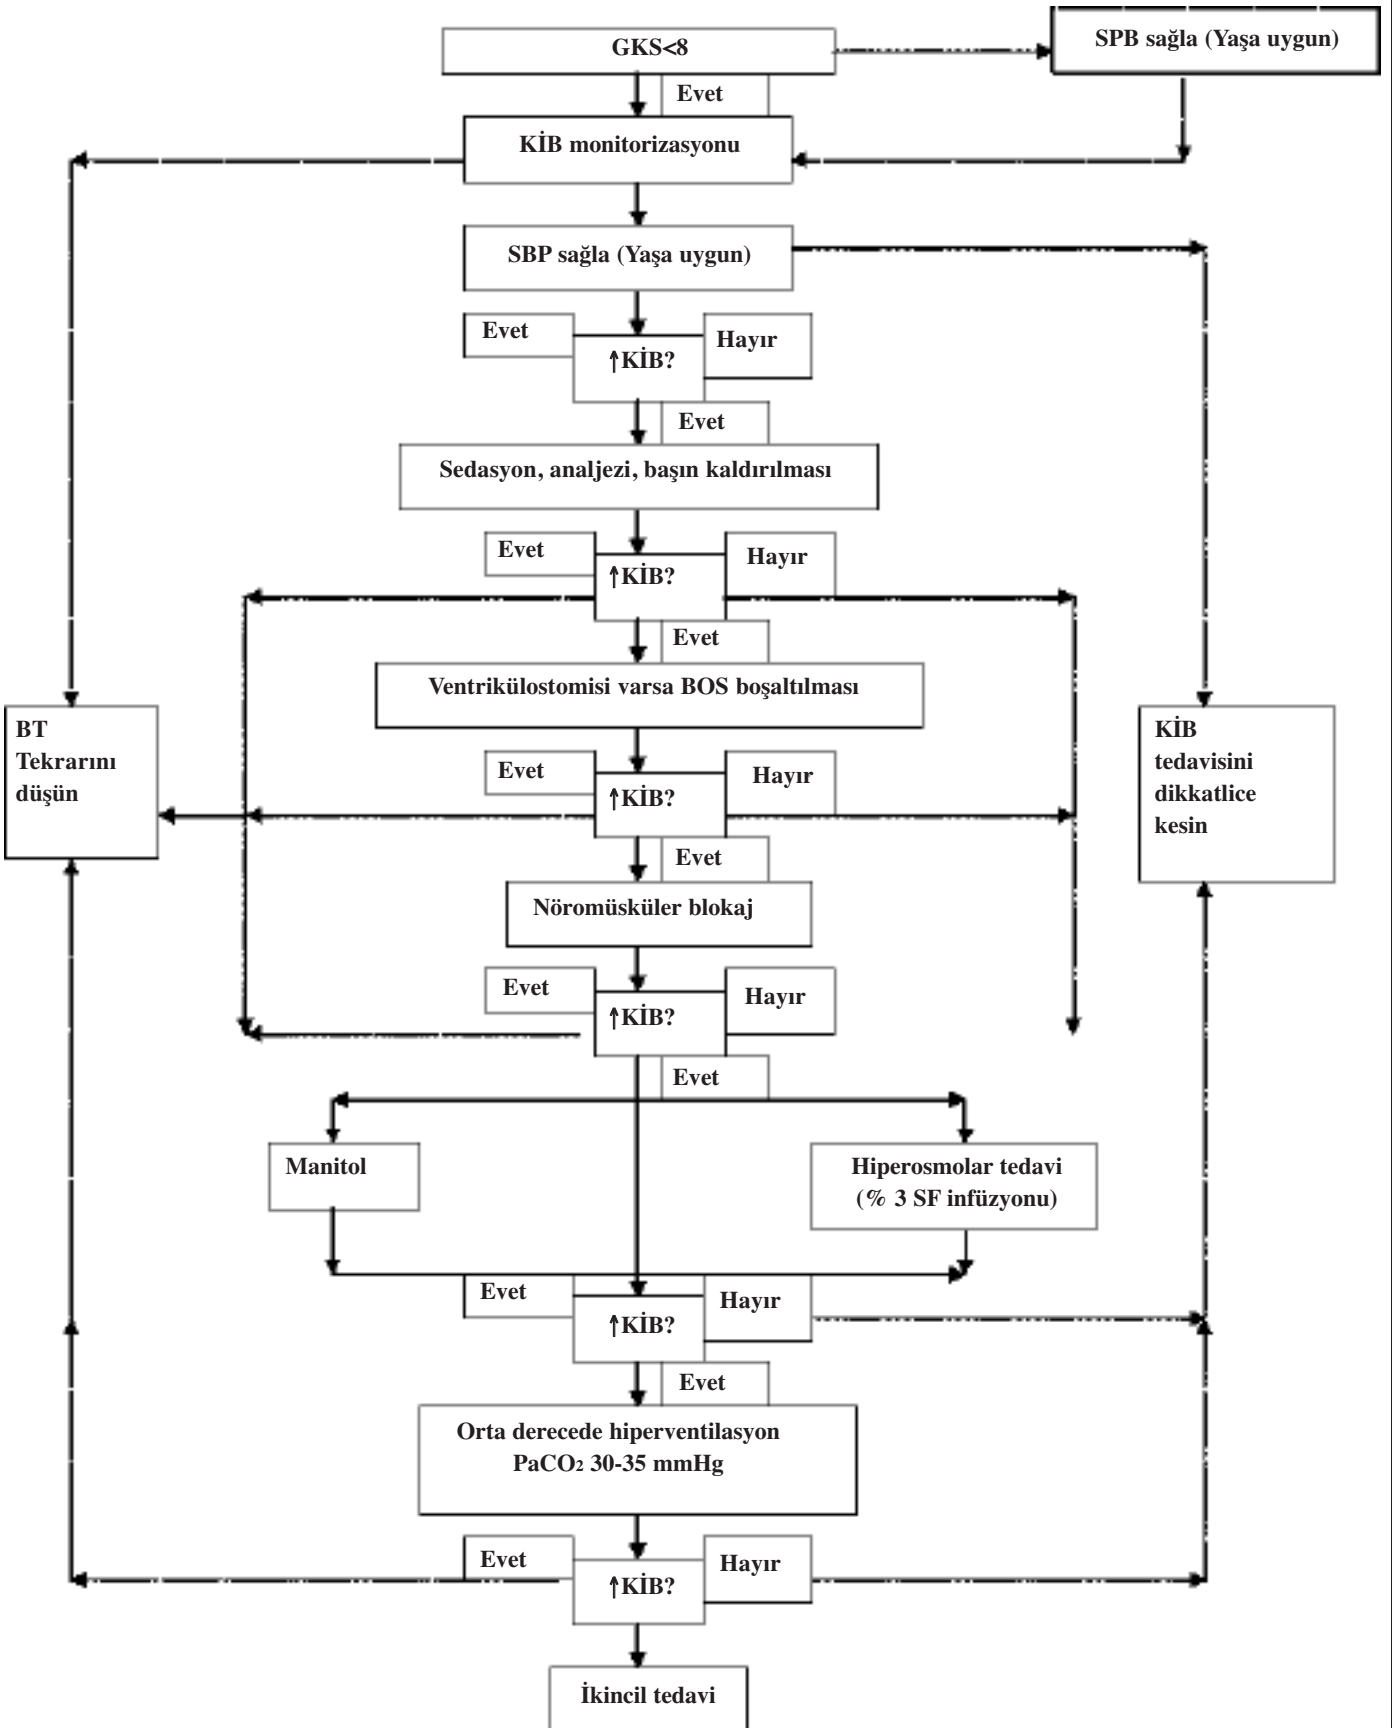 GKS<8
SPB sağla (Yaşa uygun)
Evet
KİB monitorizasyonu
SBP sağla (Yaşa uygun)
Evet
↑KİB?
Hayır
Evet
Sedasyon, analjezi, başın kaldırılması
Evet
↑KİB?
Hayır
Evet
Ventrikülostomisi varsa BOS boşaltılması
BT
Tekrarını
düşün
KİB
tedavisini
dikkatlice
kesin
Evet
↑KİB?
Hayır
Evet
Nöromüsküler blokaj
Evet
↑KİB?
Hayır
Evet
Manitol
Hiperosmolar tedavi
(% 3 SF infüzyonu)
Evet
↑KİB?
Hayır
Evet
Orta derecede hiperventilasyon
PaCO₂ 30-35 mmHg
Evet
↑KİB?
Hayır
İkincil tedavi